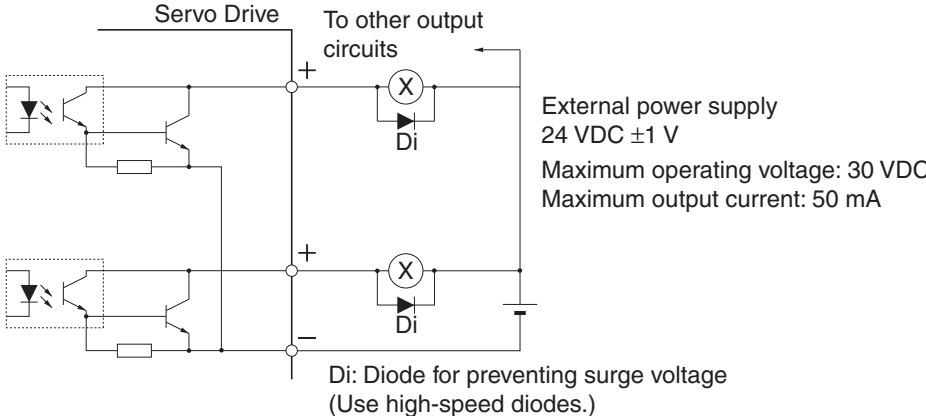 Servo Drive
To other output
circuits
+
X
Di
External power supply
24 VDC ±1 V
Maximum operating voltage: 30 VDC
Maximum output current: 50 mA
+
X
Di
–
Di: Diode for preventing surge voltage
(Use high-speed diodes.)